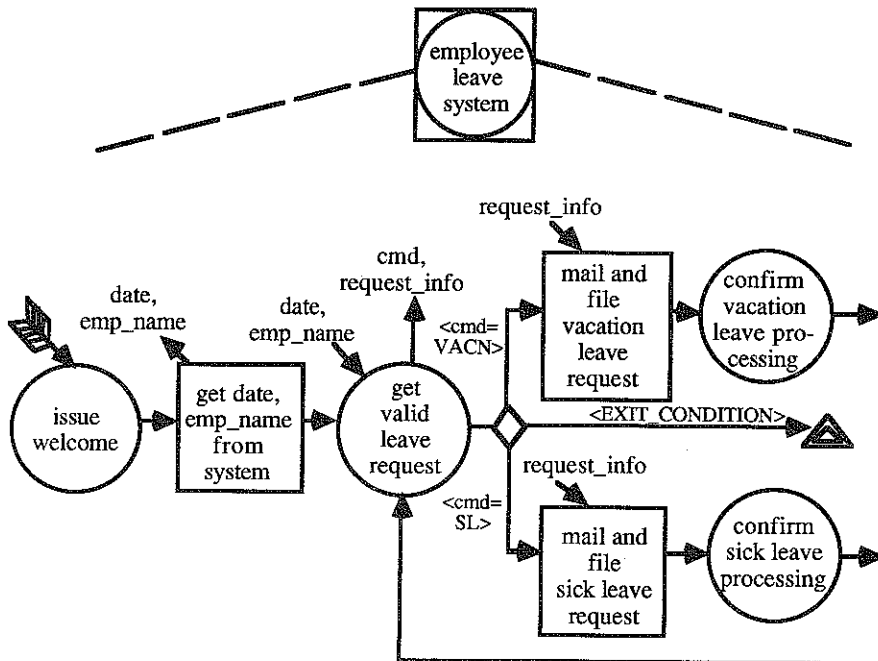 employee
leave
system
request_info
cmd,
request_info
date,
emp_name
date,
emp_name
<cmd=
VACN>
mail and
file
vacation
leave
request
confirm
vacation
leave pro-
cessing
issue
welcome
get date,
emp_name
from
system
get
valid
leave
request
<EXIT_CONDITION>
request_info
<cmd=
SL>
mail and
file
sick leave
request
confirm
sick leave
processing